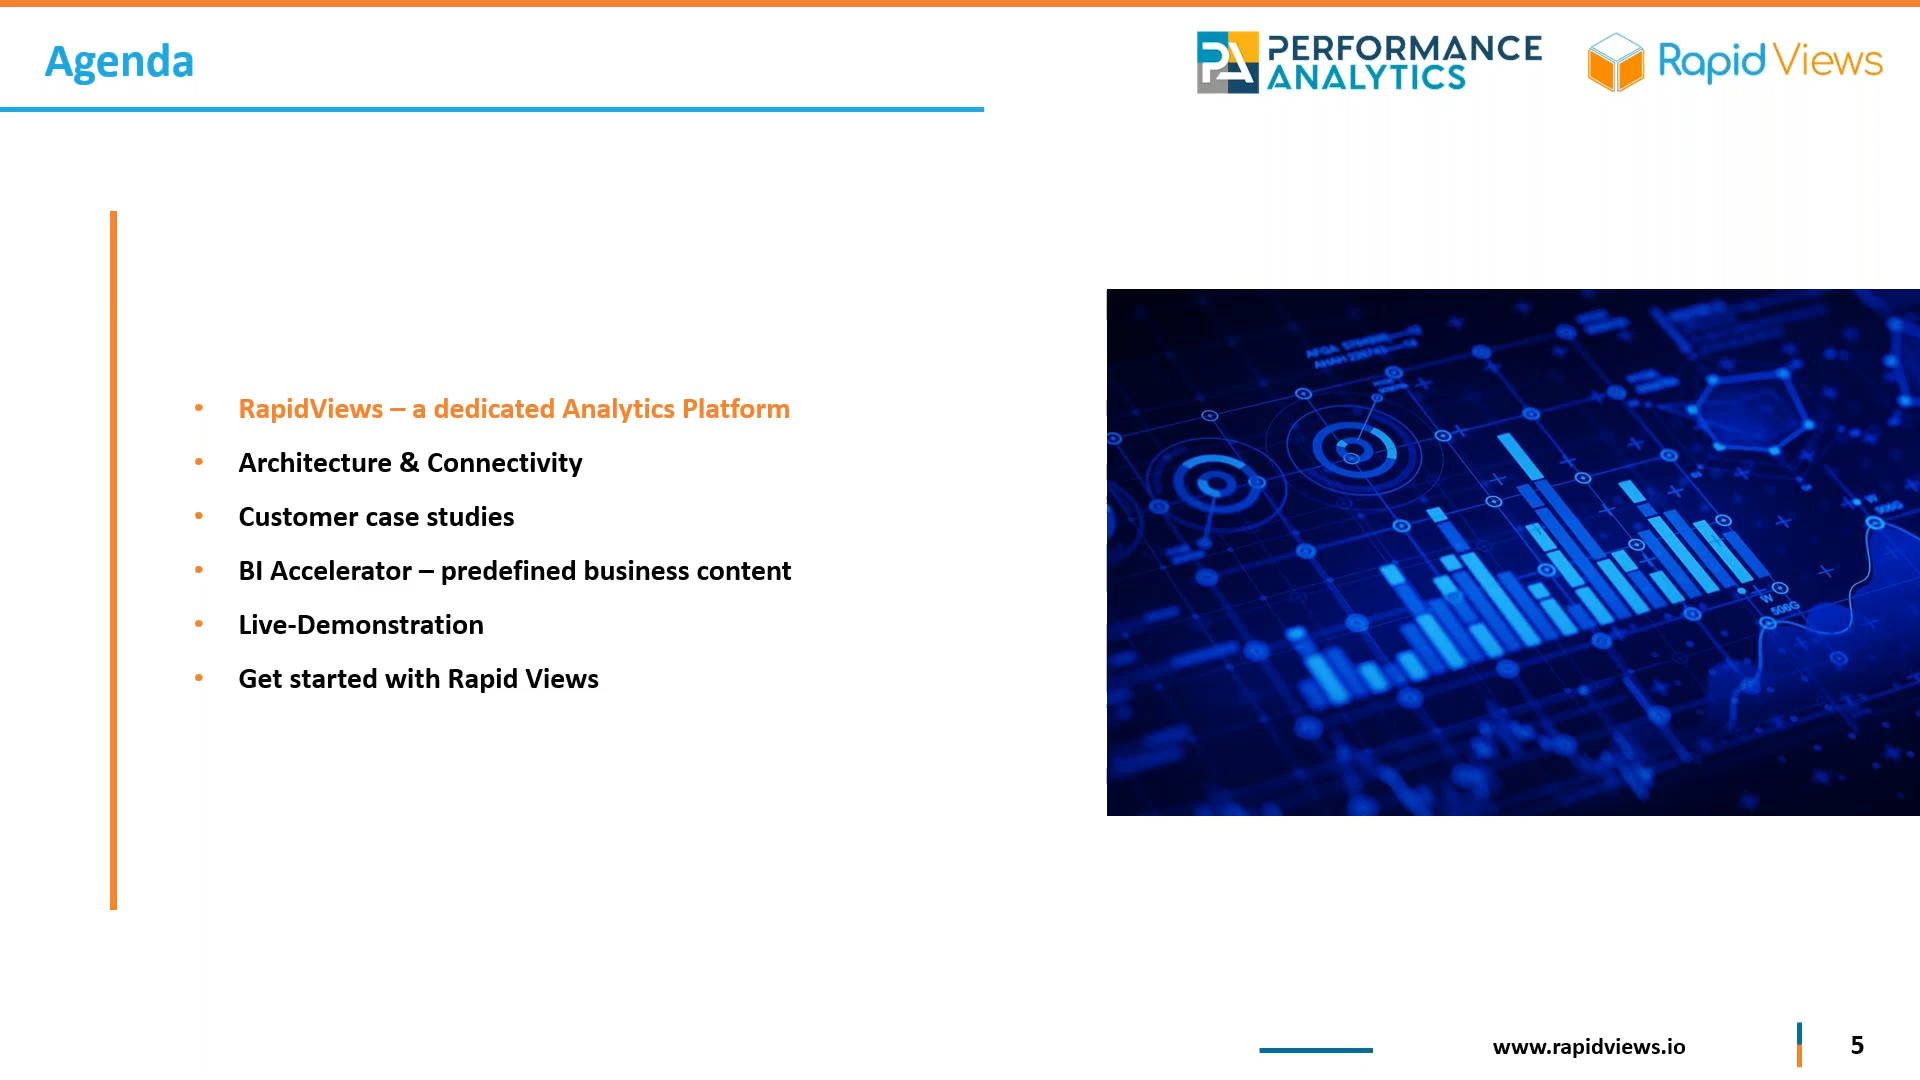 Agenda
PERFORMANCE
ANALYTICS
Rapid Views
• RapidViews – a dedicated Analytics Platform
• Architecture & Connectivity
• Customer case studies
• BI Accelerator – predefined business content
• Live-Demonstration
• Get started with Rapid Views
www.rapidviews.io
5